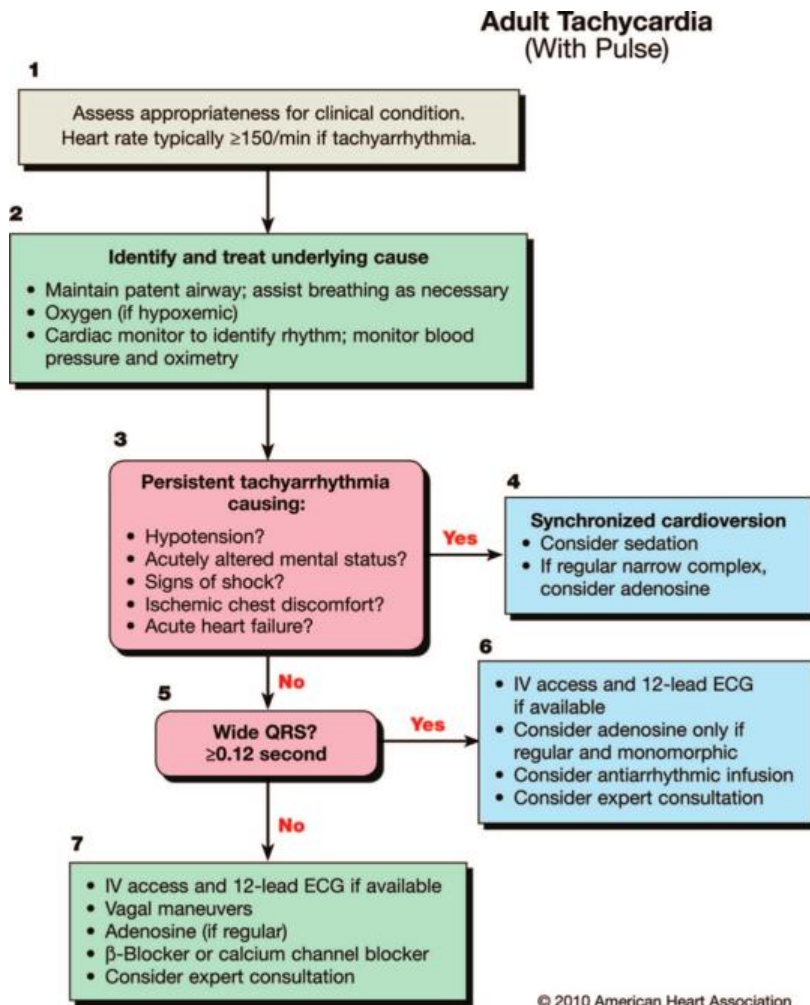 Adult Tachycardia
(With Pulse)
1
Assess appropriateness for clinical condition.
Heart rate typically ≥150/min if tachyarrhythmia.
2
Identify and treat underlying cause
• Maintain patent airway; assist breathing as necessary
• Oxygen (if hypoxemic)
• Cardiac monitor to identify rhythm; monitor blood
pressure and oximetry
3
Persistent tachyarrhythmia
causing:
• Hypotension?
• Acutely altered mental status?
• Signs of shock?
• Ischemic chest discomfort?
• Acute heart failure?
Yes
4
Synchronized cardioversion
• Consider sedation
• If regular narrow complex,
consider adenosine
No
5
Wide QRS?
≥0.12 second
Yes
6
• IV access and 12-lead ECG
if available
• Consider adenosine only if
regular and monomorphic
• Consider antiarrhythmic infusion
• Consider expert consultation
No
7
• IV access and 12-lead ECG if available
• Vagal maneuvers
• Adenosine (if regular)
• β-Blocker or calcium channel blocker
• Consider expert consultation
© 2010 American Heart Association